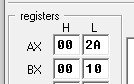 registers
H L
AX 00 2A
BX 00 10